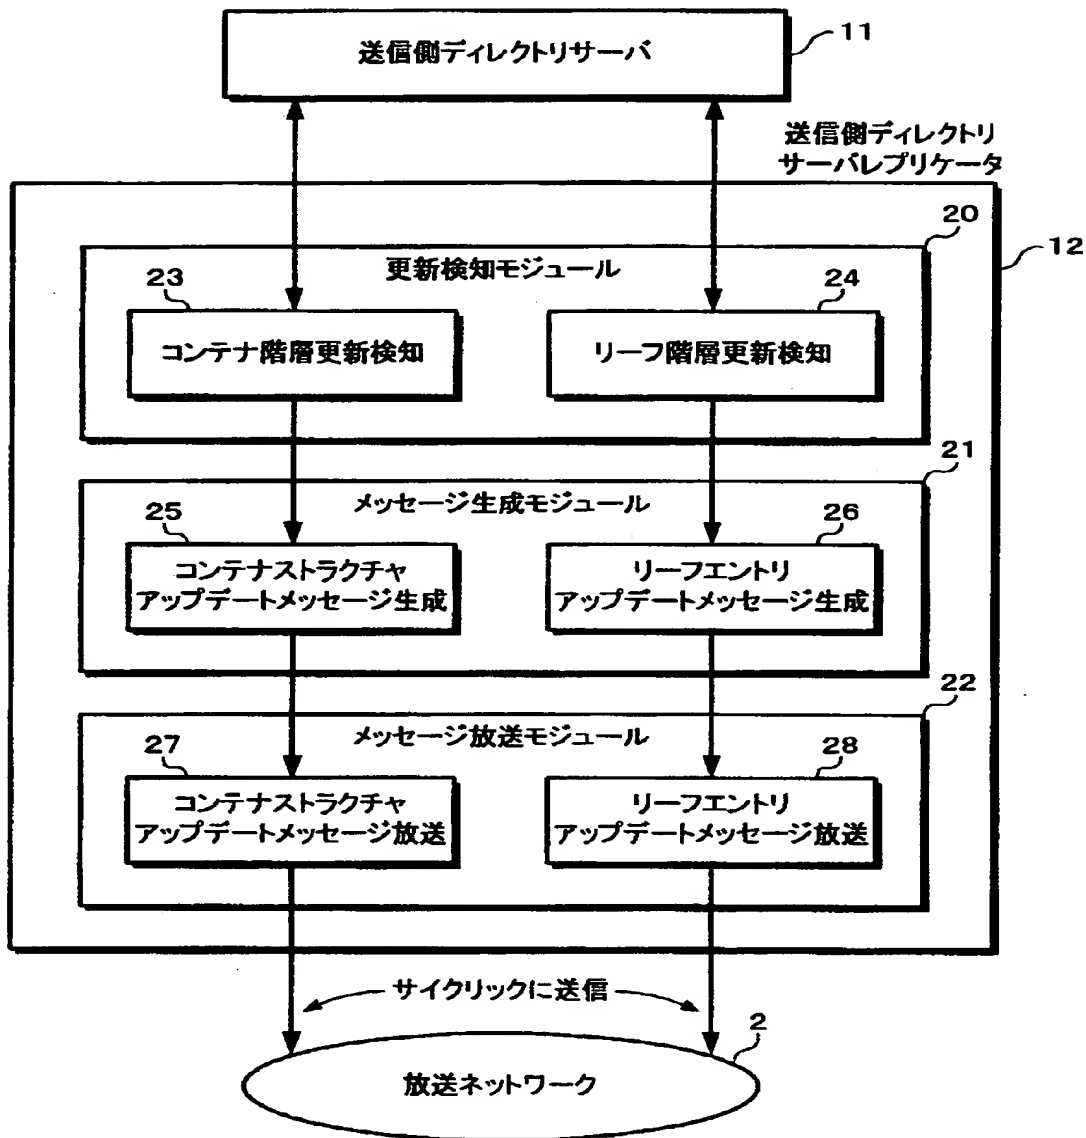 送信側ディレクトリサーバ
11
送信側ディレクトリ
サーバレプリケータ
12
20
更新検知モジュール
23
コンテナ階層更新検知
24
リーフ階層更新検知
21
メッセージ生成モジュール
25
コンテナストラクチャ
アップデートメッセージ生成
26
リーフエントリ
アップデートメッセージ生成
22
メッセージ放送モジュール
27
コンテナストラクチャ
アップデートメッセージ放送
28
リーフエントリ
アップデートメッセージ放送
サイクリックに送信
2
放送ネットワーク